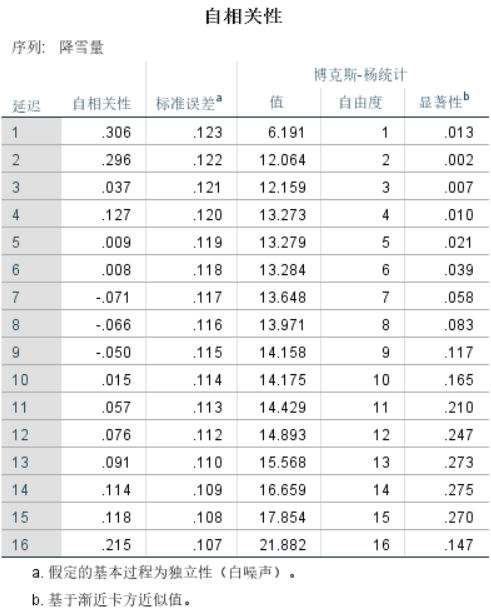 自相关性
序列: 降雪量
博克斯-杨统计
延迟 自相关性 标准误差a 值 自由度 显著性b
1 .306 .123 6.191 1 .013
2 .296 .122 12.064 2 .002
3 .037 .121 12.159 3 .007
4 .127 .120 13.273 4 .010
5 .009 .119 13.279 5 .021
6 .008 .118 13.284 6 .039
7 -.071 .117 13.648 7 .058
8 -.066 .116 13.971 8 .083
9 -.050 .115 14.158 9 .117
10 .015 .114 14.175 10 .165
11 .057 .113 14.429 11 .210
12 .076 .112 14.893 12 .247
13 .091 .110 15.568 13 .273
14 .114 .109 16.659 14 .275
15 .118 .108 17.854 15 .270
16 .215 .107 21.882 16 .147
a. 假定的基本过程为独立性（白噪声）。
b. 基于渐近卡方近似值。